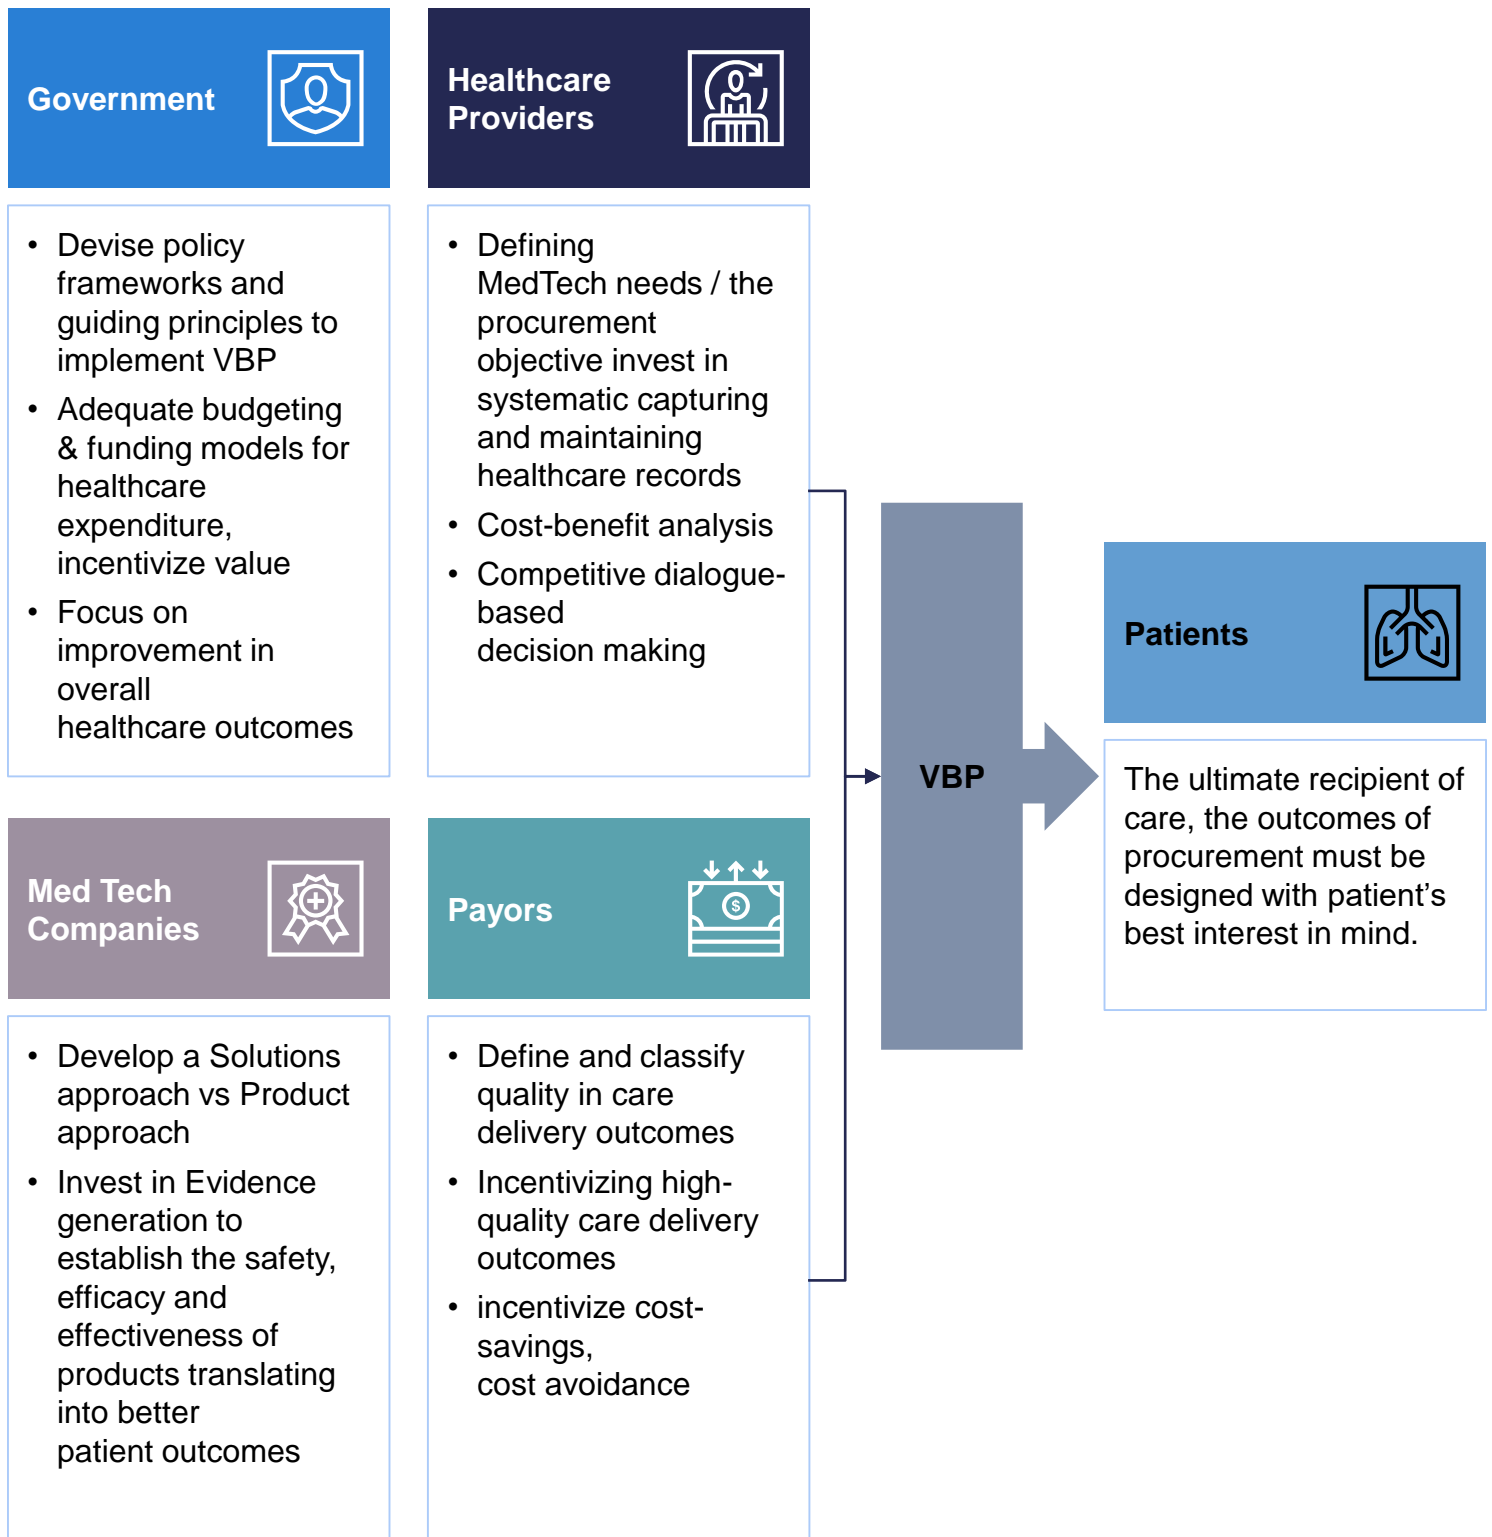 Government
• Devise policy
frameworks and
guiding principles to
implement VBP
• Adequate budgeting
& funding models for
healthcare
expenditure,
incentivize value
• Focus on
improvement in
overall
healthcare outcomes
Healthcare
Providers
• Defining
MedTech needs / the
procurement
objective invest in
systematic capturing
and maintaining
healthcare records
• Cost-benefit analysis
• Competitive dialogue-
based
decision making
Med Tech
Companies
• Develop a Solutions
approach vs Product
approach
• Invest in Evidence
generation to
establish the safety,
efficacy and
effectiveness of
products translating
into better
patient outcomes
Payors
$
• Define and classify
quality in care
delivery outcomes
• Incentivizing high-
quality care delivery
outcomes
• incentivize cost-
savings,
cost avoidance
VBP
Patients
The ultimate recipient of
care, the outcomes of
procurement must be
designed with patient’s
best interest in mind.